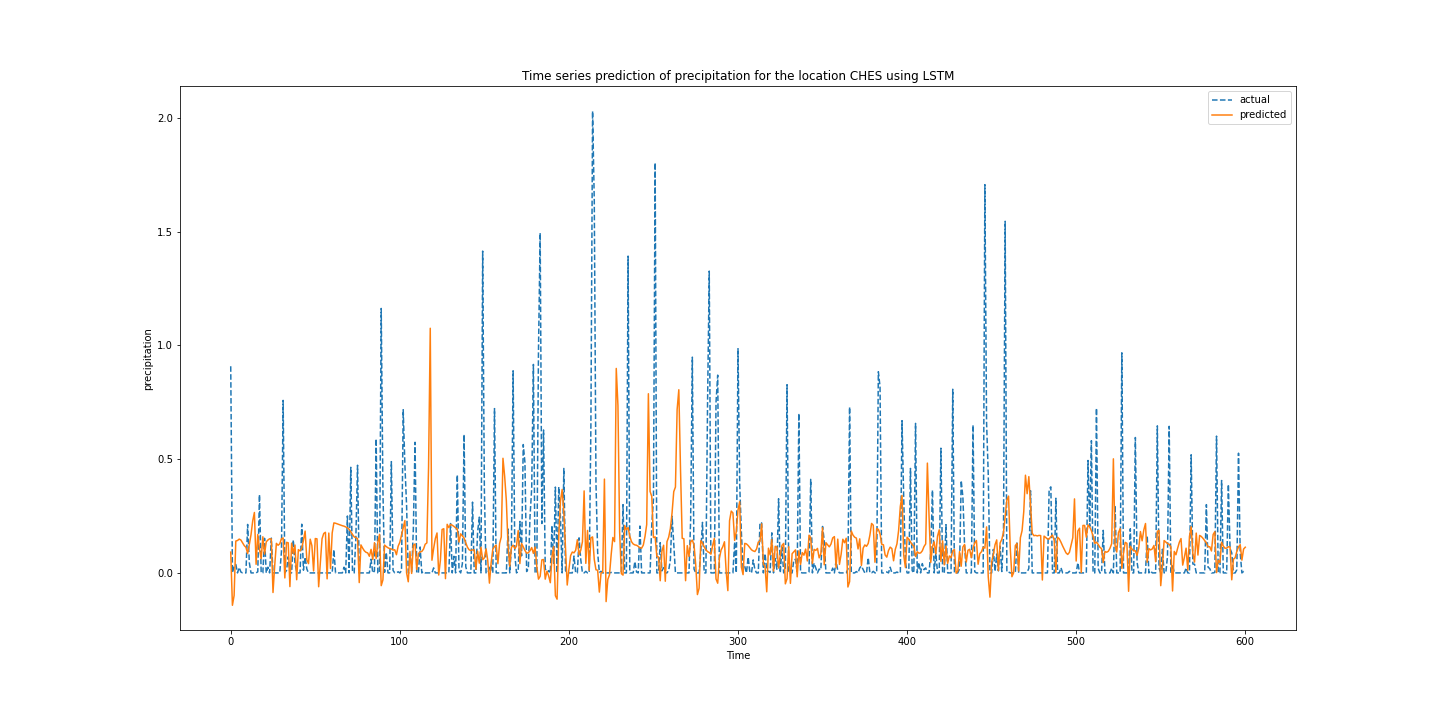 Time series prediction of precipitation for the location CHES using LSTM
actual
predicted
2.0
1.5
1.0
0.5
0.0
precipitation
0
100
200
300
400
500
600
Time